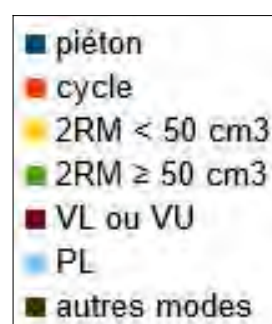 piéton
cycle
2RM < 50 cm3
2RM ≥ 50 cm3
VL ou VU
PL
autres modes